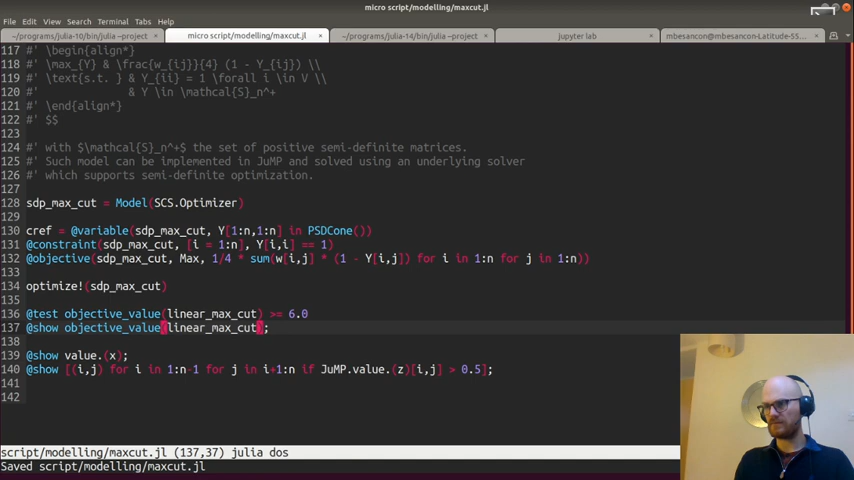 micro script/modelling/maxcut.jl
File Edit View Search Terminal Tabs Help
~/programs/julia-10/bin/julia --project × micro script/modelling/maxcut.jl × ~/programs/julia-14/bin/julia --project × jupyter lab × mbesancon@mbesancon-Latitude-5... ×
117 #' \begin{align*}
118 #' \max_{Y} & \frac{w_{ij}}{4} (1 - Y_{ij}) \\
119 #' \text{s.t. } & Y_{ii} = 1 \forall i \in V \\
120 #' & Y \in \mathcal{S}_n^+
121 #' \end{align*}
122 #' $$
123
124 #' with $\mathcal{S}_n^+$ the set of positive semi-definite matrices.
125 #' Such model can be implemented in JuMP and solved using an underlying solver
126 #' which supports semi-definite optimization.
127
128 sdp_max_cut = Model(SCS.Optimizer)
129
130 cref = @variable(sdp_max_cut, Y[1:n,1:n] in PSDCone())
131 @constraint(sdp_max_cut, [i = 1:n], Y[i,i] == 1)
132 @objective(sdp_max_cut, Max, 1/4 * sum(w[i,j] * (1 - Y[i,j]) for i in 1:n for j in 1:n))
133
134 optimize!(sdp_max_cut)
135
136 @test objective_value(linear_max_cut) >= 6.0
137 @show objective_value(linear_max_cut);
138
139 @show value.(x);
140 @show [(i,j) for i in 1:n-1 for j in i+1:n if JuMP.value.(z)[i,j] > 0.5];
141
142
script/modelling/maxcut.jl (137,37) julia dos
Saved script/modelling/maxcut.jl